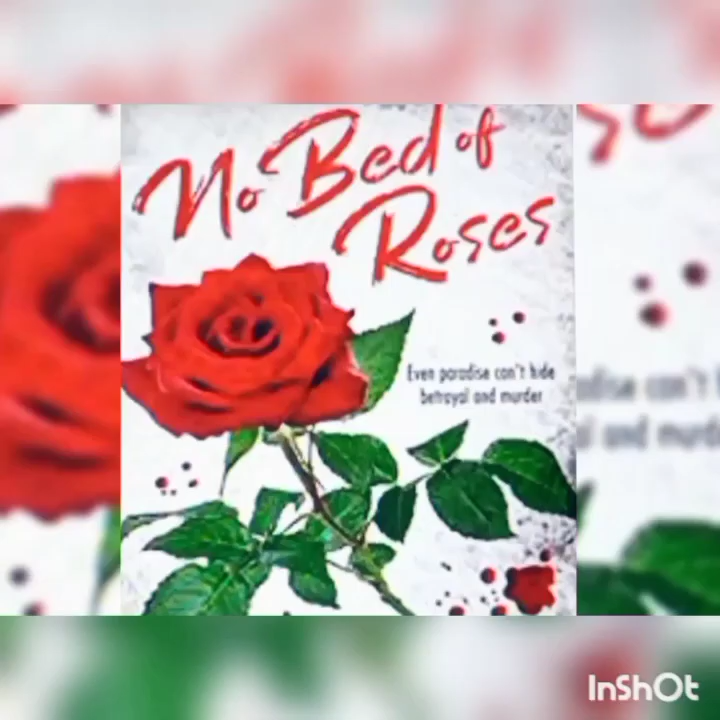 No Bed of
Roses
Even paradise can't hide
betrayal and murder
InShOt